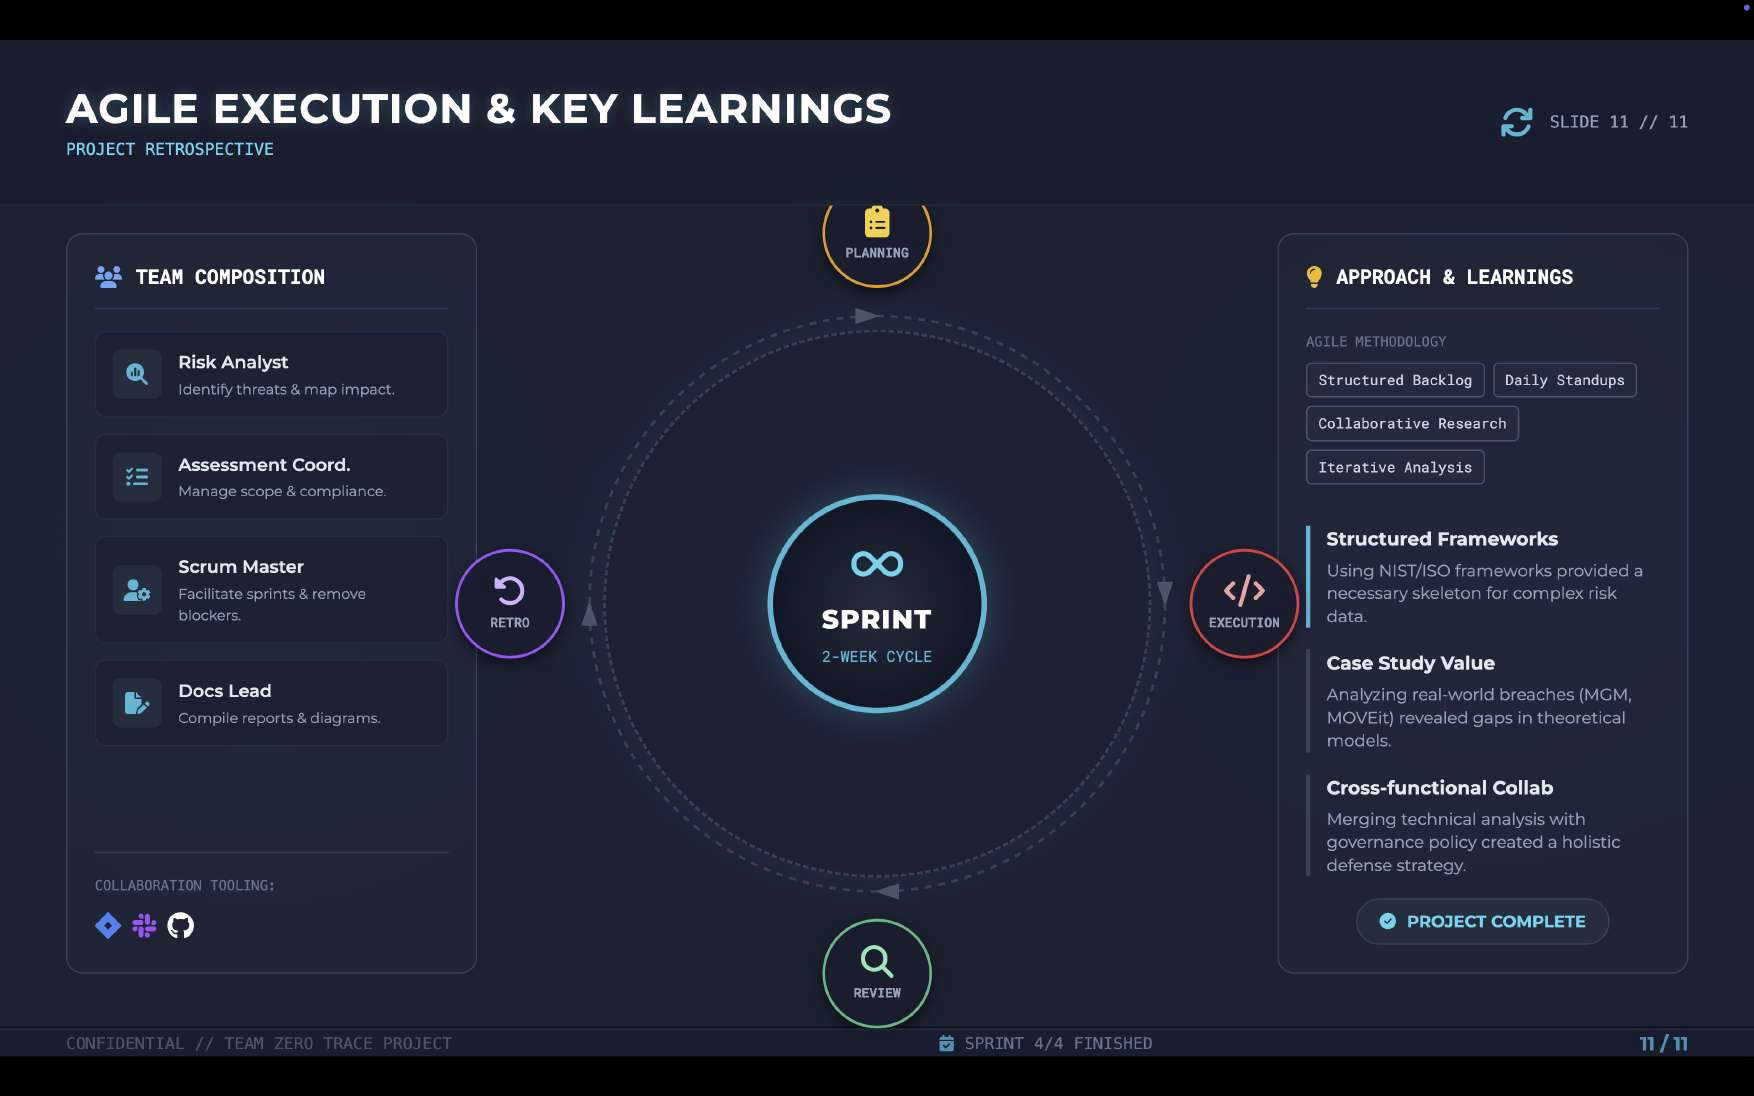 AGILE EXECUTION & KEY LEARNINGS
PROJECT RETROSPECTIVE
SLIDE 11 // 11
TEAM COMPOSITION
Risk Analyst
Identify threats & map impact.
Assessment Coord.
Manage scope & compliance.
Scrum Master
Facilitate sprints & remove
blockers.
Docs Lead
Compile reports & diagrams.
COLLABORATION TOOLING:
PLANNING
RETRO
SPRINT
2-WEEK CYCLE
EXECUTION
REVIEW
APPROACH & LEARNINGS
AGILE METHODOLOGY
Structured Backlog
Daily Standups
Collaborative Research
Iterative Analysis
Structured Frameworks
Using NIST/ISO frameworks provided a
necessary skeleton for complex risk
data.
Case Study Value
Analyzing real-world breaches (MGM,
MOVEit) revealed gaps in theoretical
models.
Cross-functional Collab
Merging technical analysis with
governance policy created a holistic
defense strategy.
PROJECT COMPLETE
CONFIDENTIAL // TEAM ZERO TRACE PROJECT
SPRINT 4/4 FINISHED
11 / 11